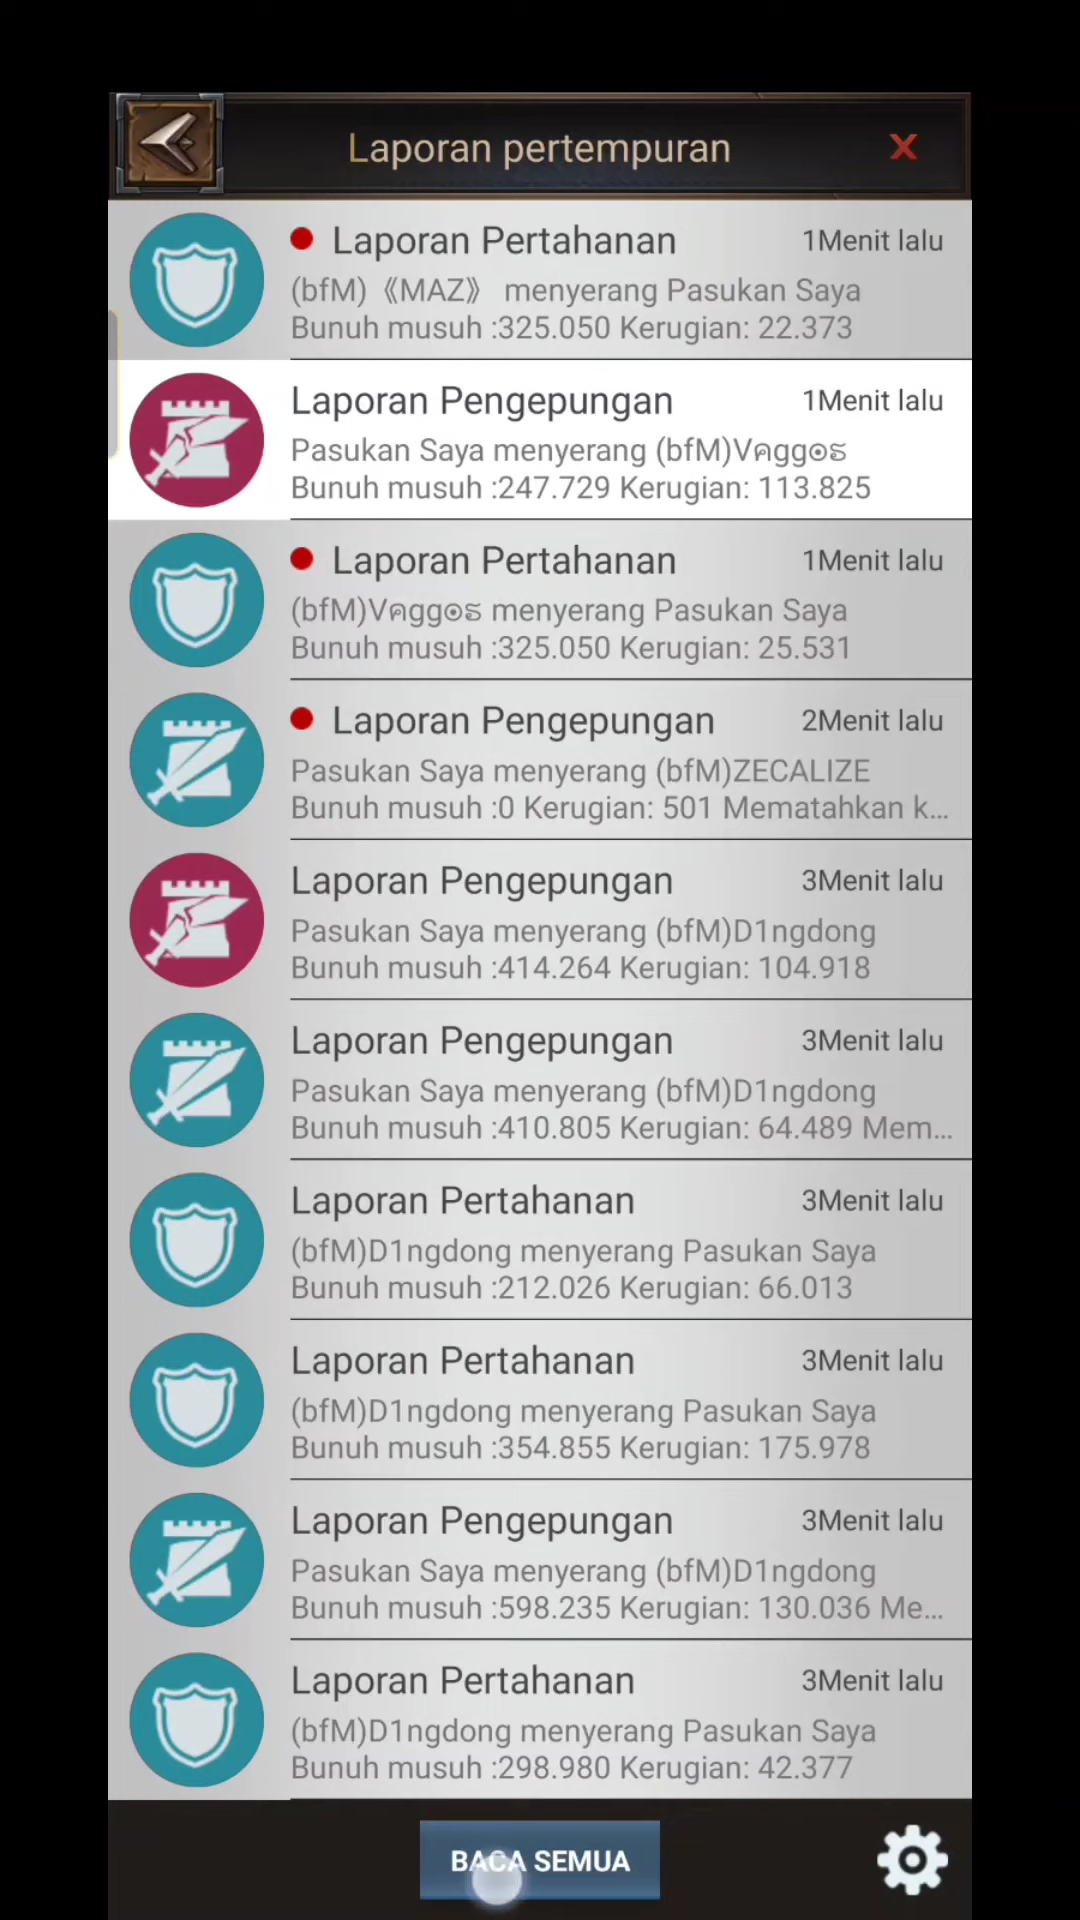 Laporan pertempuran
X
Laporan Pertahanan 1Menit lalu
(bfM)《MAZ》 menyerang Pasukan Saya
Bunuh musuh :325.050 Kerugian: 22.373
Laporan Pengepungan 1Menit lalu
Pasukan Saya menyerang (bfM)Vคgg๏ട
Bunuh musuh :247.729 Kerugian: 113.825
Laporan Pertahanan 1Menit lalu
(bfM)Vคgg๏ട menyerang Pasukan Saya
Bunuh musuh :325.050 Kerugian: 25.531
Laporan Pengepungan 2Menit lalu
Pasukan Saya menyerang (bfM)ZECALIZE
Bunuh musuh :0 Kerugian: 501 Mematahkan k...
Laporan Pengepungan 3Menit lalu
Pasukan Saya menyerang (bfM)D1ngdong
Bunuh musuh :414.264 Kerugian: 104.918
Laporan Pengepungan 3Menit lalu
Pasukan Saya menyerang (bfM)D1ngdong
Bunuh musuh :410.805 Kerugian: 64.489 Mem...
Laporan Pertahanan 3Menit lalu
(bfM)D1ngdong menyerang Pasukan Saya
Bunuh musuh :212.026 Kerugian: 66.013
Laporan Pertahanan 3Menit lalu
(bfM)D1ngdong menyerang Pasukan Saya
Bunuh musuh :354.855 Kerugian: 175.978
Laporan Pengepungan 3Menit lalu
Pasukan Saya menyerang (bfM)D1ngdong
Bunuh musuh :598.235 Kerugian: 130.036 Me...
Laporan Pertahanan 3Menit lalu
(bfM)D1ngdong menyerang Pasukan Saya
Bunuh musuh :298.980 Kerugian: 42.377
BACA SEMUA